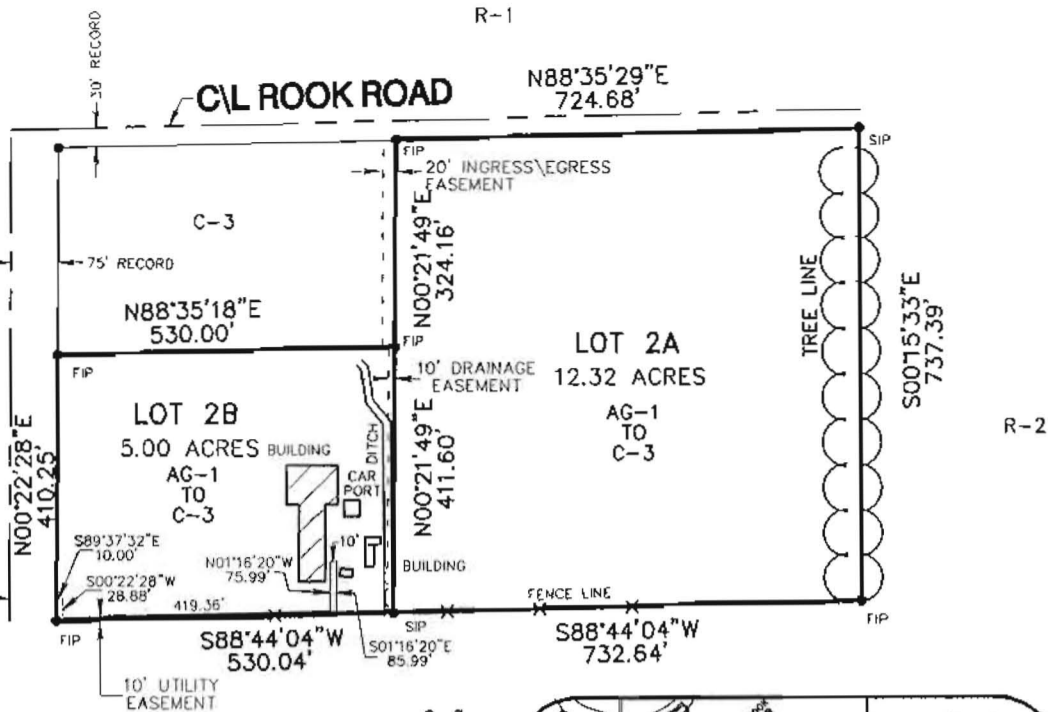 R-1
30' RECORD
C\L ROOK ROAD
N88°35'29"E
724.68'
FIP
SIP
20' INGRESS\EGRESS
EASEMENT
C-3
75' RECORD
N00°21'49"E
324.16'
N88°35'18"E
530.00'
FIP
FIP
LOT 2A
12.32 ACRES
AG-1
TO
C-3
TREE LINE
S00°15'33"E
737.39'
R-2
10' DRAINAGE
EASEMENT
LOT 2B
5.00 ACRES
AG-1
TO
C-3
BUILDING
CAR
PORT
DITCH
N00°21'49"E
411.60'
N00°22'28"E
410.25'
S89°37'32"E
10.00'
S00°22'28"W
28.88'
N01°16'20"W
75.99'
10'
BUILDING
419.36'
FENCE LINE
FIP
SIP
FIP
S88°44'04"W
530.04'
S01°16'20"E
85.99'
S88°44'04"W
732.64'
10' UTILITY
EASEMENT